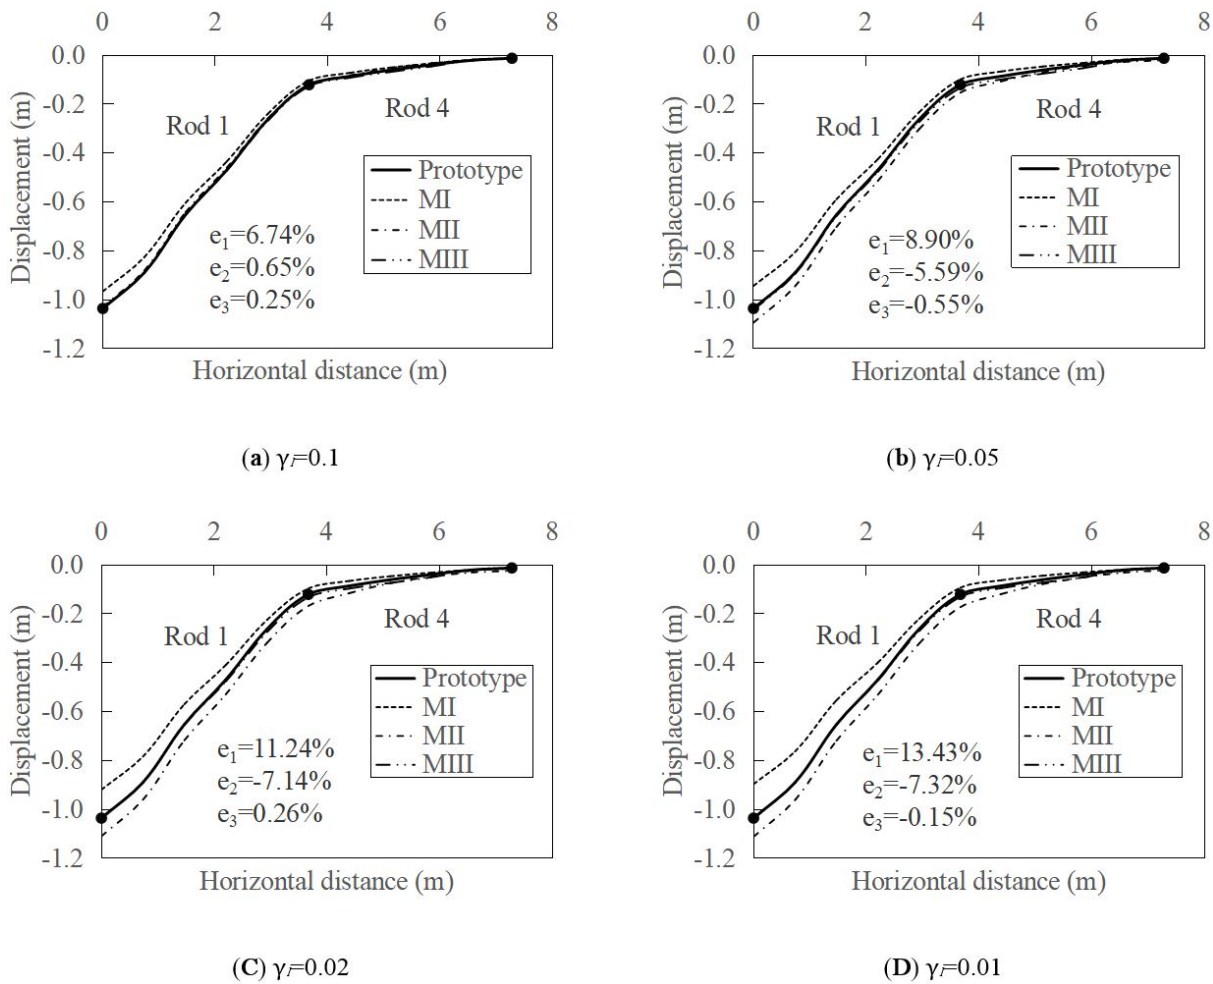 0 2 4 6 8
0.0
-0.2
-0.4
-0.6
-0.8
-1.0
-1.2
Displacement (m)
Rod 1
Rod 4
Prototype
MI
MII
MIII
e1=6.74%
e2=0.65%
e3=0.25%
Horizontal distance (m)
(a) γl=0.1
0 2 4 6 8
0.0
-0.2
-0.4
-0.6
-0.8
-1.0
-1.2
Displacement (m)
Rod 1
Rod 4
Prototype
MI
MII
MIII
e1=8.90%
e2=-5.59%
e3=-0.55%
Horizontal distance (m)
(b) γl=0.05
0 2 4 6 8
0.0
-0.2
-0.4
-0.6
-0.8
-1.0
-1.2
Displacement (m)
Rod 1
Rod 4
Prototype
MI
MII
MIII
e1=11.24%
e2=-7.14%
e3=0.26%
Horizontal distance (m)
(C) γl=0.02
0 2 4 6 8
0.0
-0.2
-0.4
-0.6
-0.8
-1.0
-1.2
Displacement (m)
Rod 1
Rod 4
Prototype
MI
MII
MIII
e1=13.43%
e2=-7.32%
e3=-0.15%
Horizontal distance (m)
(D) γl=0.01